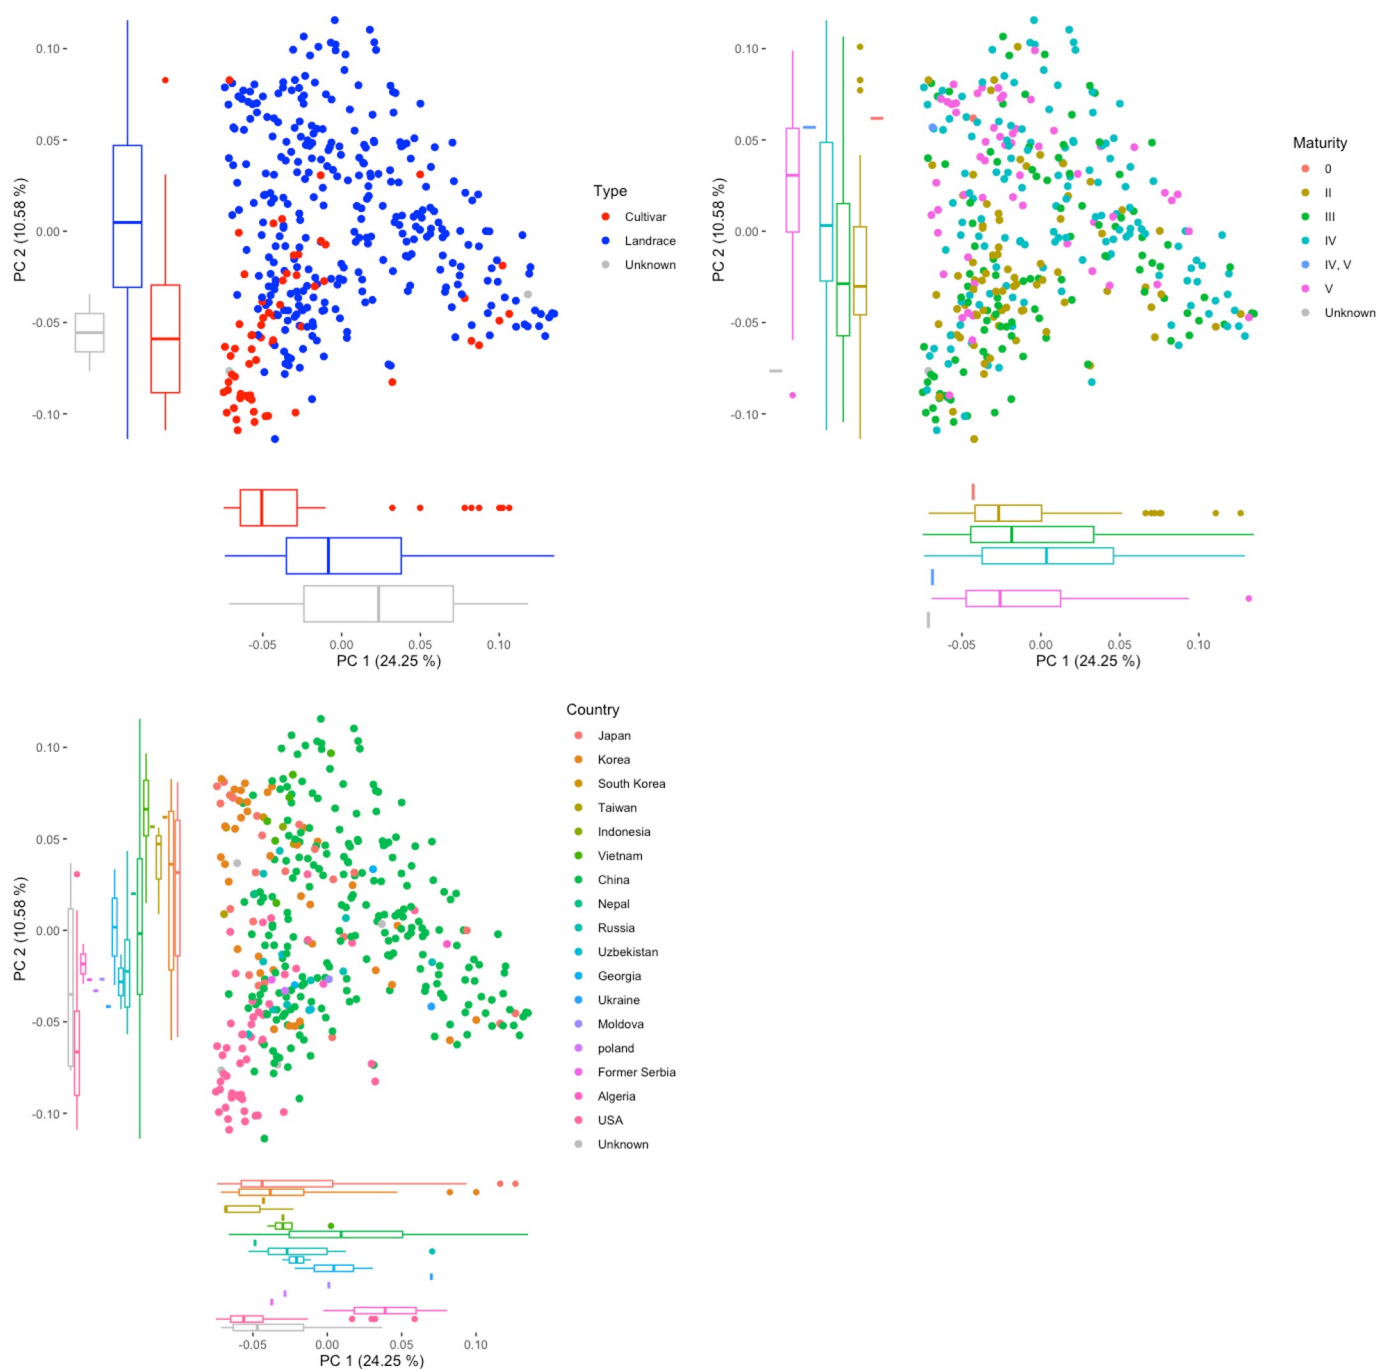 0.10
0.05
0.00
-0.05
-0.10
PC 2 (10.58 %)
Type
Cultivar
Landrace
Unknown
-0.05 0.00 0.05 0.10
PC 1 (24.25 %)
0.10
0.05
0.00
-0.05
-0.10
PC 2 (10.58 %)
Maturity
0
II
III
IV
IV, V
V
Unknown
-0.05 0.00 0.05 0.10
PC 1 (24.25 %)
0.10
0.05
0.00
-0.05
-0.10
PC 2 (10.58 %)
Country
Japan
Korea
South Korea
Taiwan
Indonesia
Vietnam
China
Nepal
Russia
Uzbekistan
Georgia
Ukraine
Moldova
poland
Former Serbia
Algeria
USA
Unknown
-0.05 0.00 0.05 0.10
PC 1 (24.25 %)